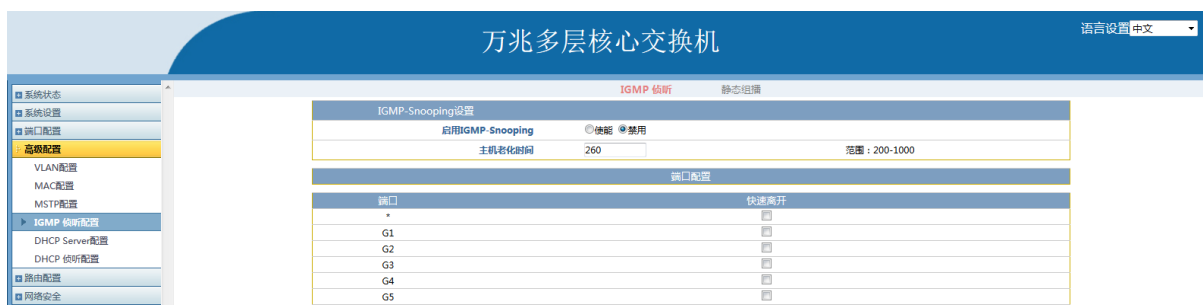 万兆多层核心交换机
语言设置 中文
系统状态
系统设置
端口配置
高级配置
VLAN配置
MAC配置
MSTP配置
IGMP 侦听配置
DHCP Server配置
DHCP 侦听配置
路由配置
网络安全
IGMP 侦听 静态组播
IGMP-Snooping设置
启用IGMP-Snooping 使能 禁用
主机老化时间 260 范围：200-1000
端口配置
端口 快速离开
*
G1
G2
G3
G4
G5